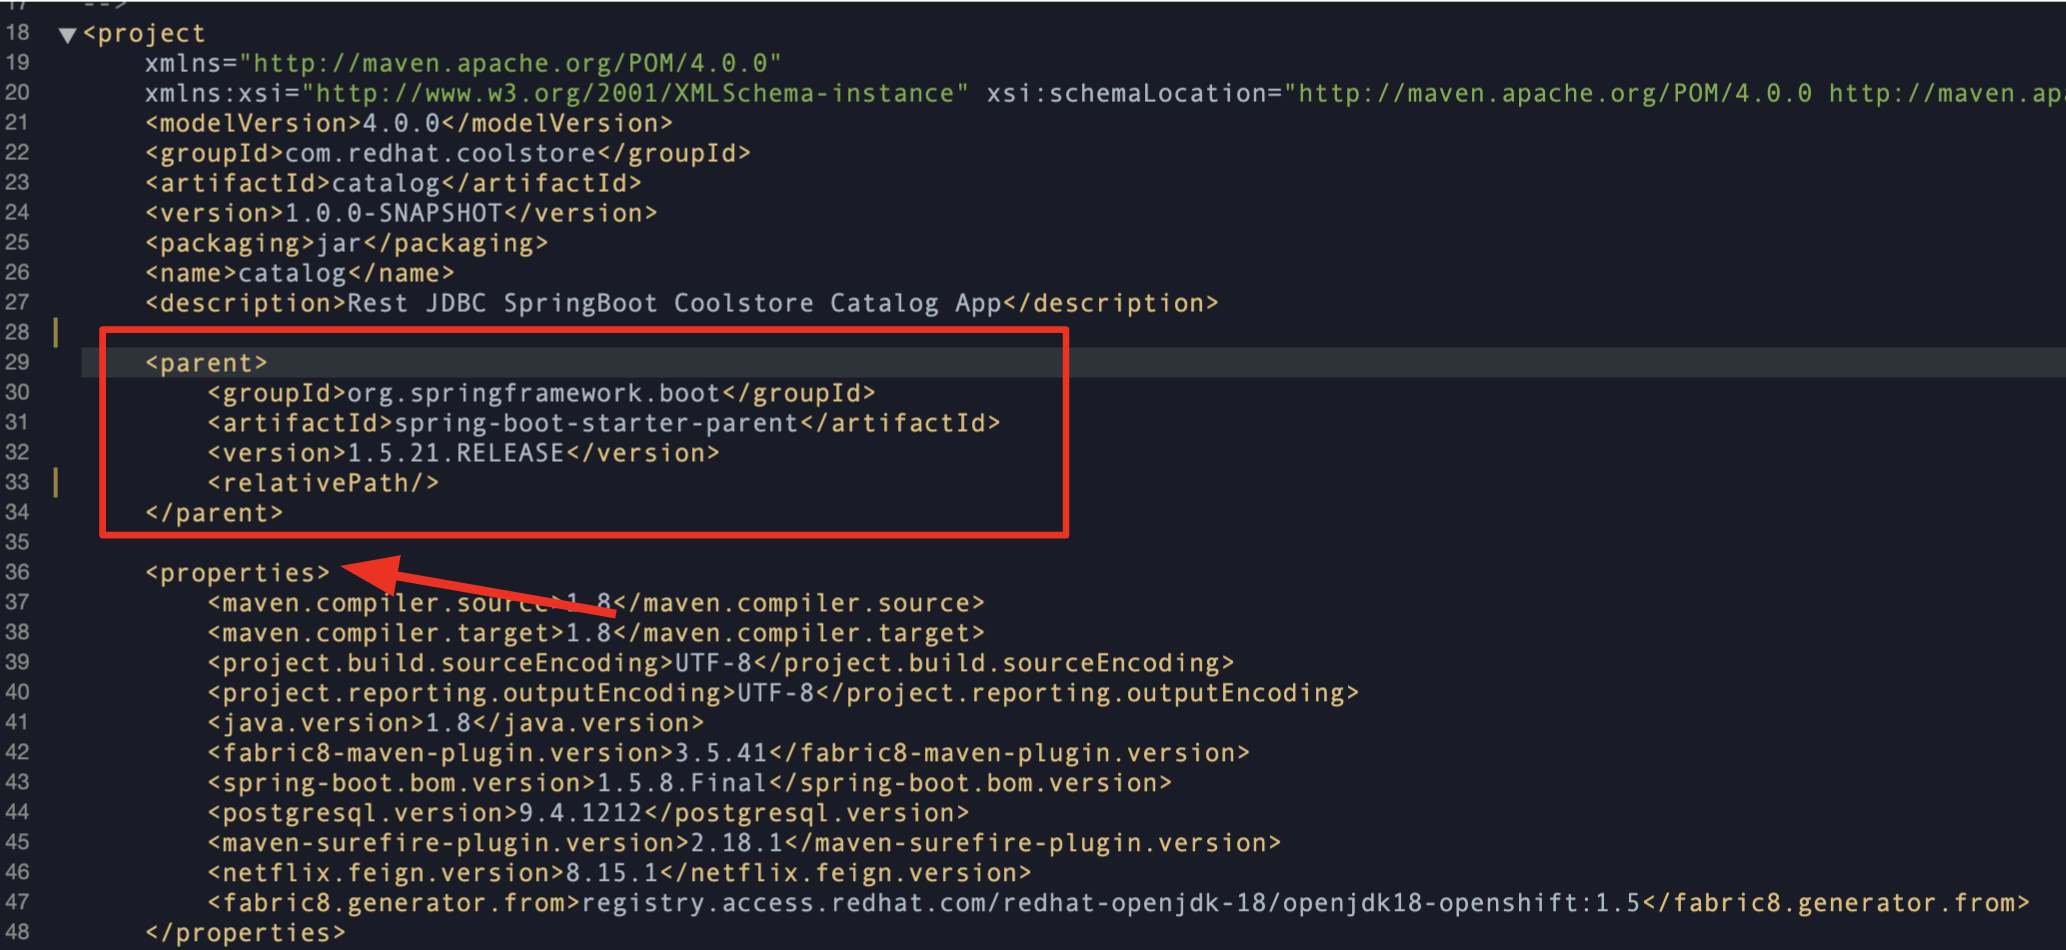 18 ▼<project
19 xmlns="http://maven.apache.org/POM/4.0.0"
20 xmlns:xsi="http://www.w3.org/2001/XMLSchema-instance" xsi:schemaLocation="http://maven.apache.org/POM/4.0.0 http://maven.ap
21 <modelVersion>4.0.0</modelVersion>
22 <groupId>com.redhat.coolstore</groupId>
23 <artifactId>catalog</artifactId>
24 <version>1.0.0-SNAPSHOT</version>
25 <packaging>jar</packaging>
26 <name>catalog</name>
27 <description>Rest JDBC SpringBoot Coolstore Catalog App</description>
28
29 <parent>
30 <groupId>org.springframework.boot</groupId>
31 <artifactId>spring-boot-starter-parent</artifactId>
32 <version>1.5.21.RELEASE</version>
33 <relativePath/>
34 </parent>
35
36 <properties>
37 <maven.compiler.source>1.8</maven.compiler.source>
38 <maven.compiler.target>1.8</maven.compiler.target>
39 <project.build.sourceEncoding>UTF-8</project.build.sourceEncoding>
40 <project.reporting.outputEncoding>UTF-8</project.reporting.outputEncoding>
41 <java.version>1.8</java.version>
42 <fabric8-maven-plugin.version>3.5.41</fabric8-maven-plugin.version>
43 <spring-boot.bom.version>1.5.8.Final</spring-boot.bom.version>
44 <postgresql.version>9.4.1212</postgresql.version>
45 <maven-surefire-plugin.version>2.18.1</maven-surefire-plugin.version>
46 <netflix.feign.version>8.15.1</netflix.feign.version>
47 <fabric8.generator.from>registry.access.redhat.com/redhat-openjdk-18/openjdk18-openshift:1.5</fabric8.generator.from>
48 </properties>